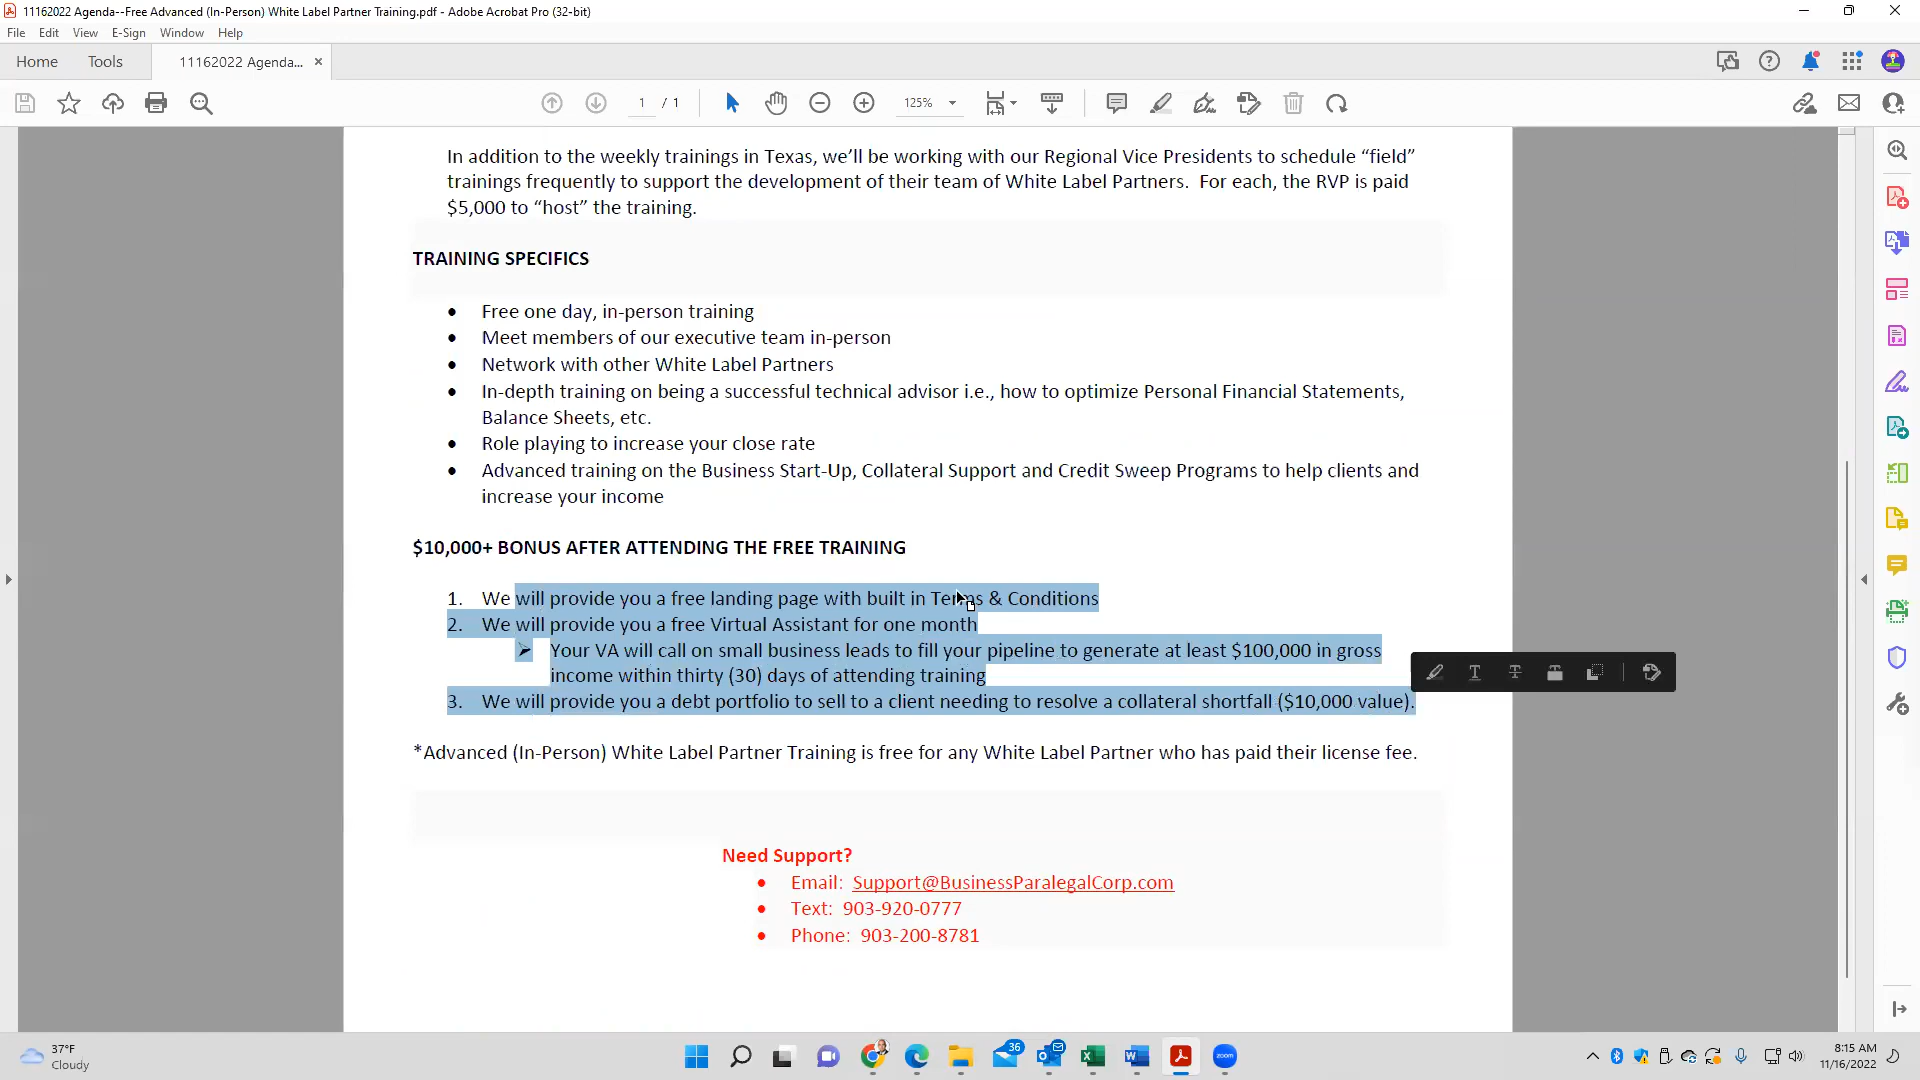 11162022 Agenda--Free Advanced (In-Person) White Label Partner Training.pdf - Adobe Acrobat Pro (32-bit)
File Edit View E-Sign Window Help
Home Tools 11162022 Agenda... ×
1 / 1 125%
In addition to the weekly trainings in Texas, we’ll be working with our Regional Vice Presidents to schedule “field”
trainings frequently to support the development of their team of White Label Partners. For each, the RVP is paid
$5,000 to “host” the training.
TRAINING SPECIFICS
• Free one day, in-person training
• Meet members of our executive team in-person
• Network with other White Label Partners
• In-depth training on being a successful technical advisor i.e., how to optimize Personal Financial Statements,
Balance Sheets, etc.
• Role playing to increase your close rate
• Advanced training on the Business Start-Up, Collateral Support and Credit Sweep Programs to help clients and
increase your income
$10,000+ BONUS AFTER ATTENDING THE FREE TRAINING
1. We will provide you a free landing page with built in Terms & Conditions
2. We will provide you a free Virtual Assistant for one month
➢ Your VA will call on small business leads to fill your pipeline to generate at least $100,000 in gross
income within thirty (30) days of attending training
3. We will provide you a debt portfolio to sell to a client needing to resolve a collateral shortfall ($10,000 value).
*Advanced (In-Person) White Label Partner Training is free for any White Label Partner who has paid their license fee.
Need Support?
• Email: Support@BusinessParalegalCorp.com
• Text: 903-920-0777
• Phone: 903-200-8781
37°F
Cloudy
36
zoom
8:15 AM
11/16/2022